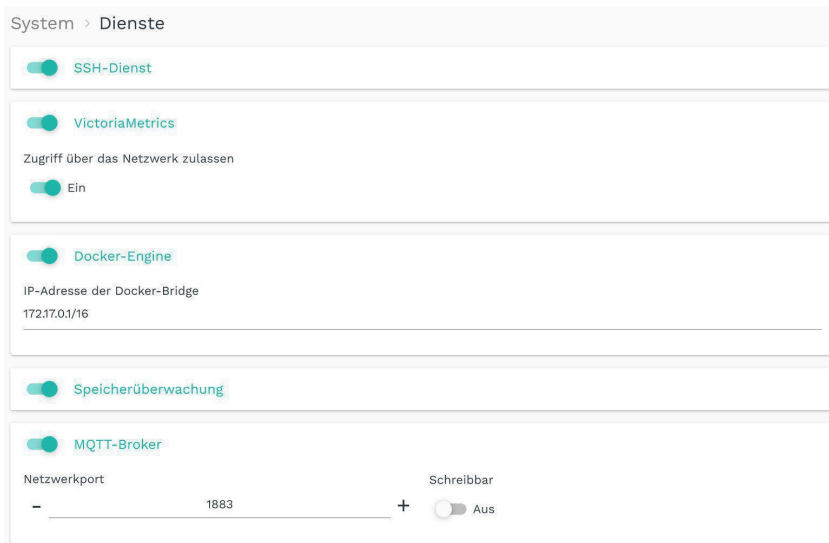 System > Dienste
SSH-Dienst
VictoriaMetrics
Zugriff über das Netzwerk zulassen
Ein
Docker-Engine
IP-Adresse der Docker-Bridge
172.17.0.1/16
Speicherüberwachung
MQTT-Broker
Netzwerkport
- 1883 +
Schreibbar
Aus